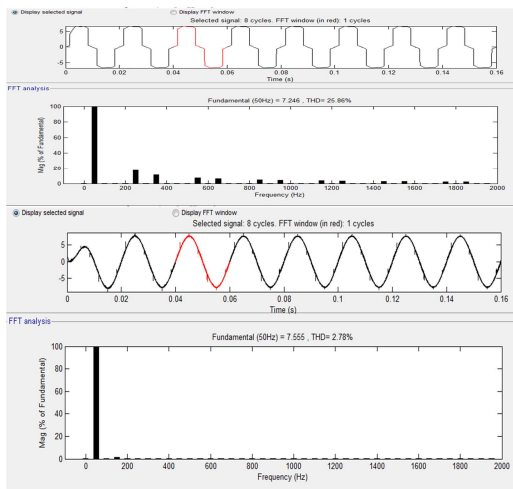 Display selected signal Display FFT window
Selected signal: 8 cycles. FFT window (in red): 1 cycles
5
0
-5
0 0.02 0.04 0.06 0.08 0.1 0.12 0.14 0.16
Time (s)
FFT analysis
Fundamental (50Hz) = 7.246 , THD= 25.86%
Mag (% of Fundamental)
100
80
60
40
20
0
0 200 400 600 800 1000 1200 1400 1600 1800 2000
Frequency (Hz)
Display selected signal Display FFT window
Selected signal: 8 cycles. FFT window (in red): 1 cycles
5
0
-5
0 0.02 0.04 0.06 0.08 0.1 0.12 0.14 0.16
Time (s)
FFT analysis
Fundamental (50Hz) = 7.555 , THD= 2.78%
Mag (% of Fundamental)
100
80
60
40
20
0
0 200 400 600 800 1000 1200 1400 1600 1800 2000
Frequency (Hz)